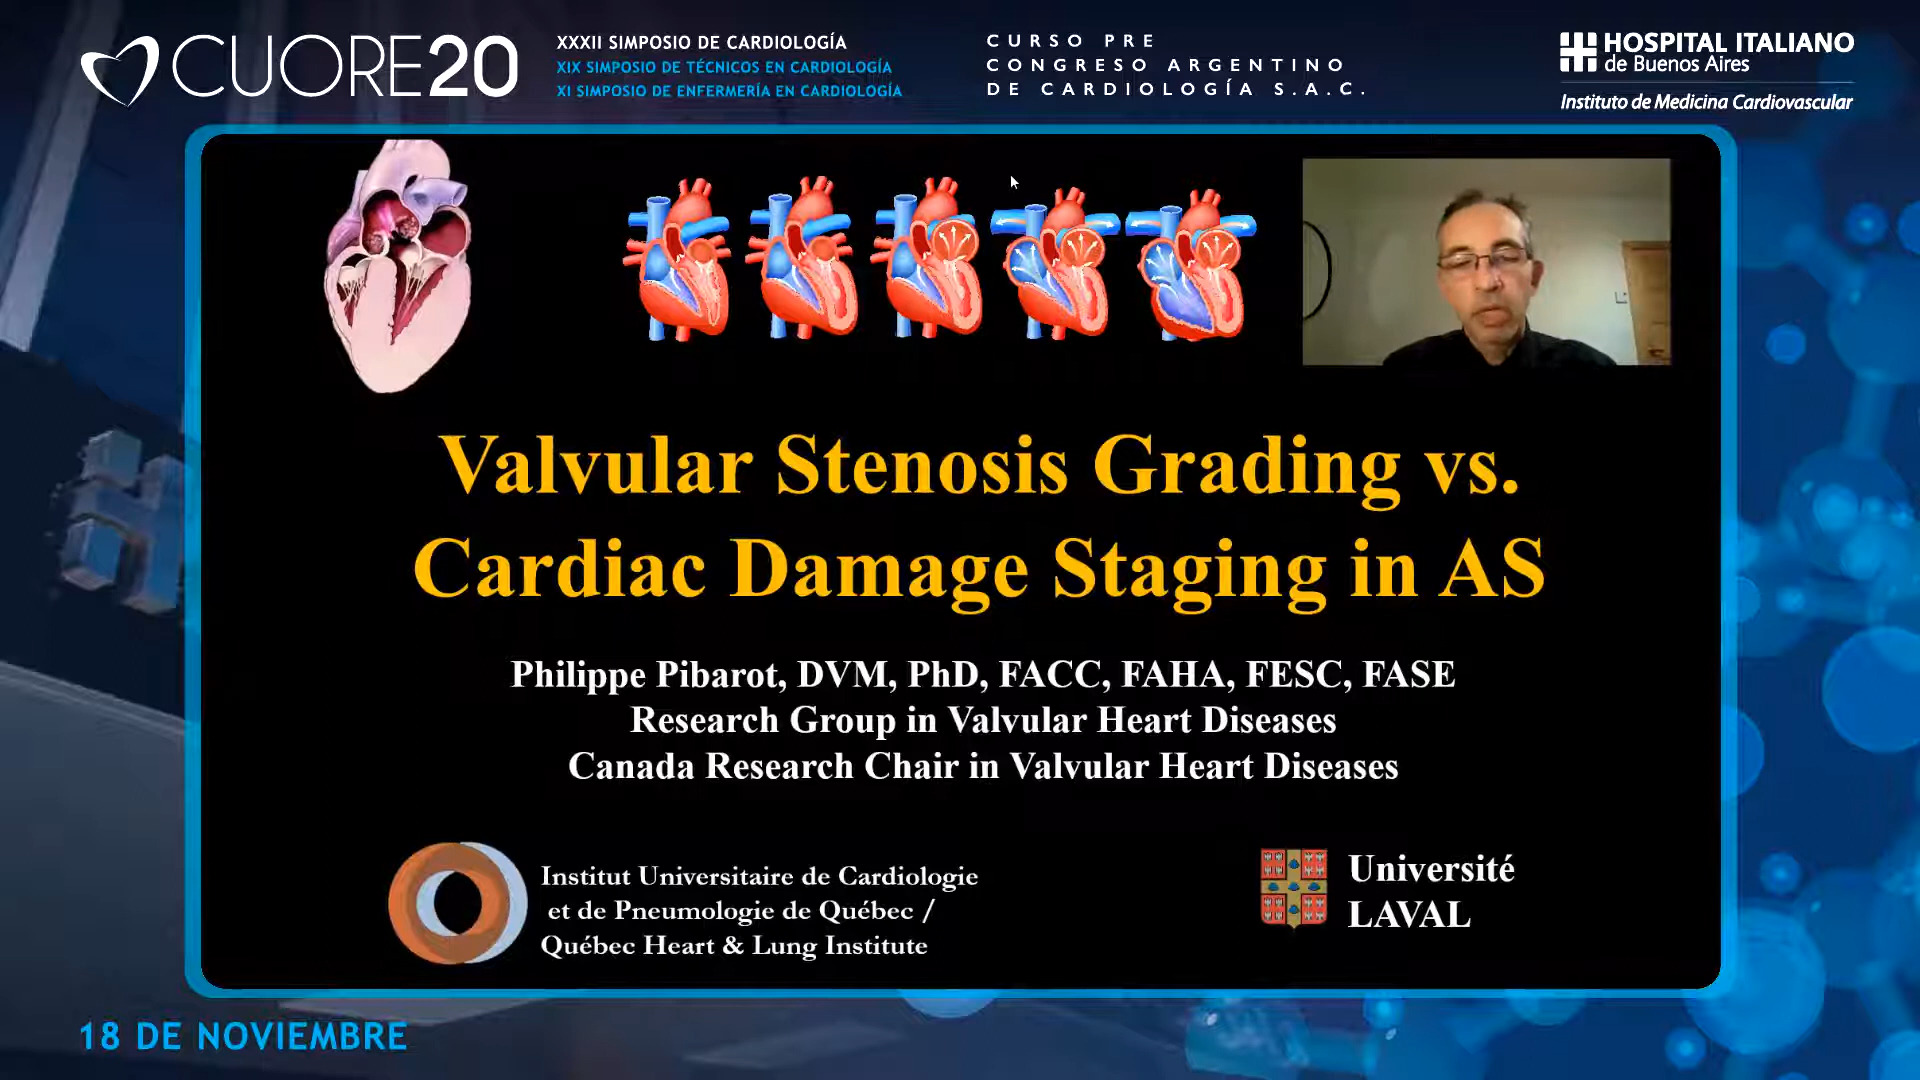 CUORE20
XXXII SIMPOSIO DE CARDIOLOGÍA
XIX SIMPOSIO DE TÉCNICOS EN CARDIOLOGÍA
XI SIMPOSIO DE ENFERMERÍA EN CARDIOLOGÍA
CURSO PRE
CONGRESO ARGENTINO
DE CARDIOLOGÍA S.A.C.
HOSPITAL ITALIANO
de Buenos Aires
Instituto de Medicina Cardiovascular
Valvular Stenosis Grading vs.
Cardiac Damage Staging in AS
Philippe Pibarot, DVM, PhD, FACC, FAHA, FESC, FASE
Research Group in Valvular Heart Diseases
Canada Research Chair in Valvular Heart Diseases
Institut Universitaire de Cardiologie
et de Pneumologie de Québec /
Québec Heart & Lung Institute
Université
LAVAL
18 DE NOVIEMBRE